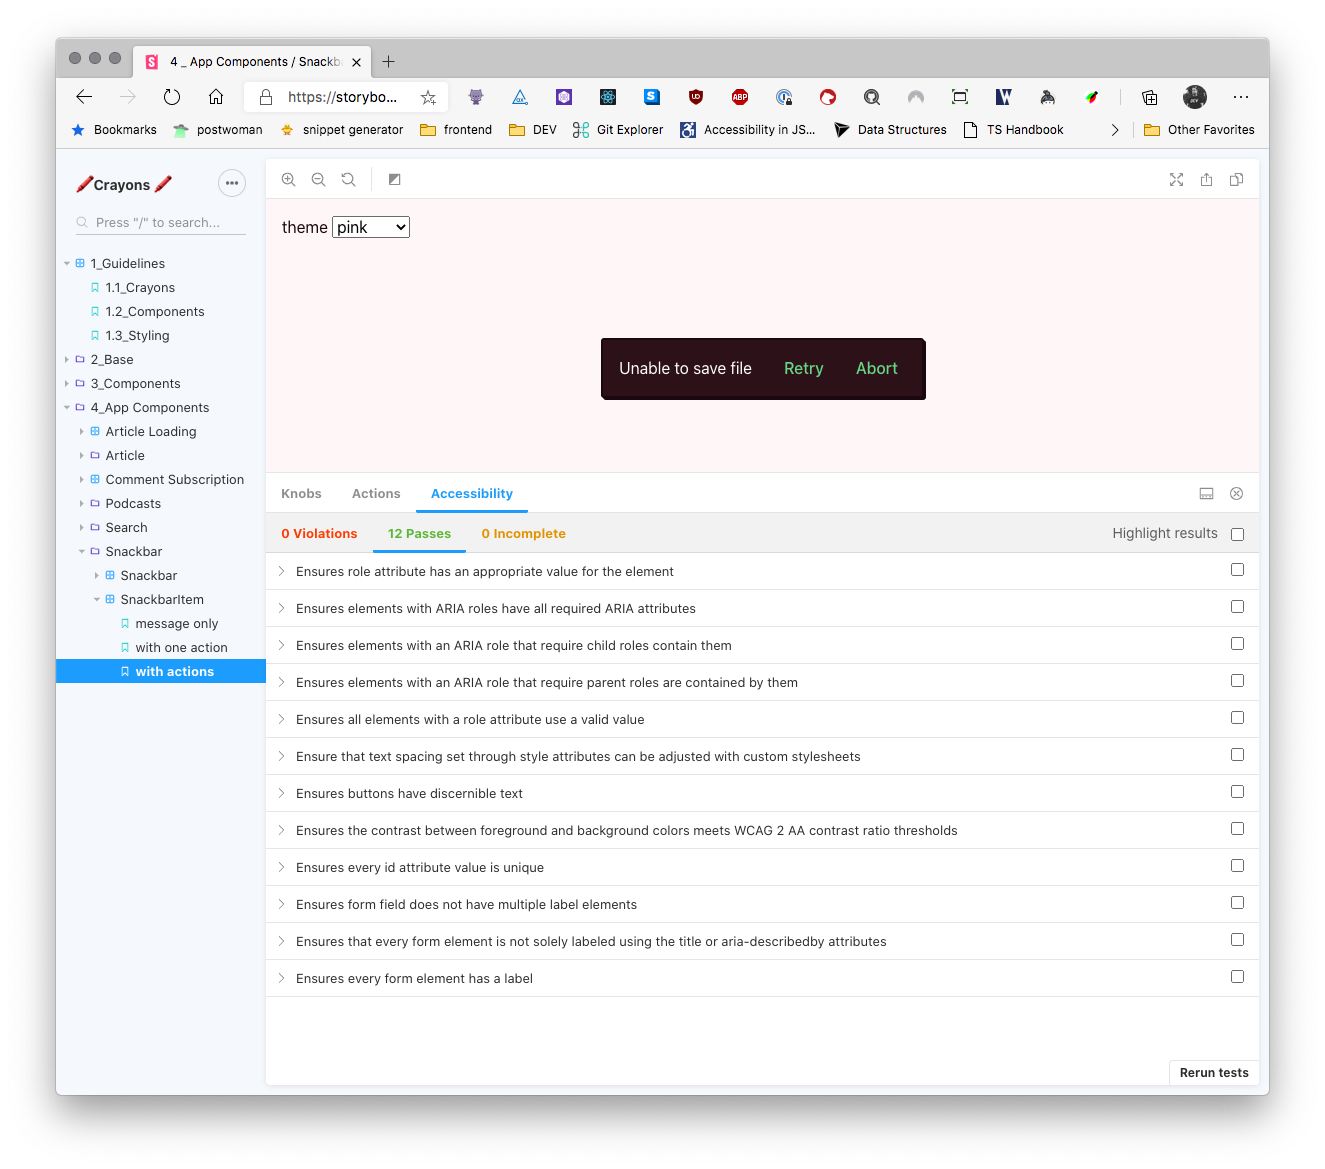 4 _ App Components / Snackb
https://storybo...
Bookmarks postwoman snippet generator frontend DEV Git Explorer Accessibility in JS... Data Structures TS Handbook Other Favorites
Crayons
Press "/" to search...
1_Guidelines
1.1_Crayons
1.2_Components
1.3_Styling
2_Base
3_Components
4_App Components
Article Loading
Article
Comment Subscription
Podcasts
Search
Snackbar
Snackbar
SnackbarItem
message only
with one action
with actions
theme pink
Unable to save file Retry Abort
Knobs Actions Accessibility
0 Violations 12 Passes 0 Incomplete Highlight results
Ensures role attribute has an appropriate value for the element
Ensures elements with ARIA roles have all required ARIA attributes
Ensures elements with an ARIA role that require child roles contain them
Ensures elements with an ARIA role that require parent roles are contained by them
Ensures all elements with a role attribute use a valid value
Ensure that text spacing set through style attributes can be adjusted with custom stylesheets
Ensures buttons have discernible text
Ensures the contrast between foreground and background colors meets WCAG 2 AA contrast ratio thresholds
Ensures every id attribute value is unique
Ensures form field does not have multiple label elements
Ensures that every form element is not solely labeled using the title or aria-describedby attributes
Ensures every form element has a label
Rerun tests